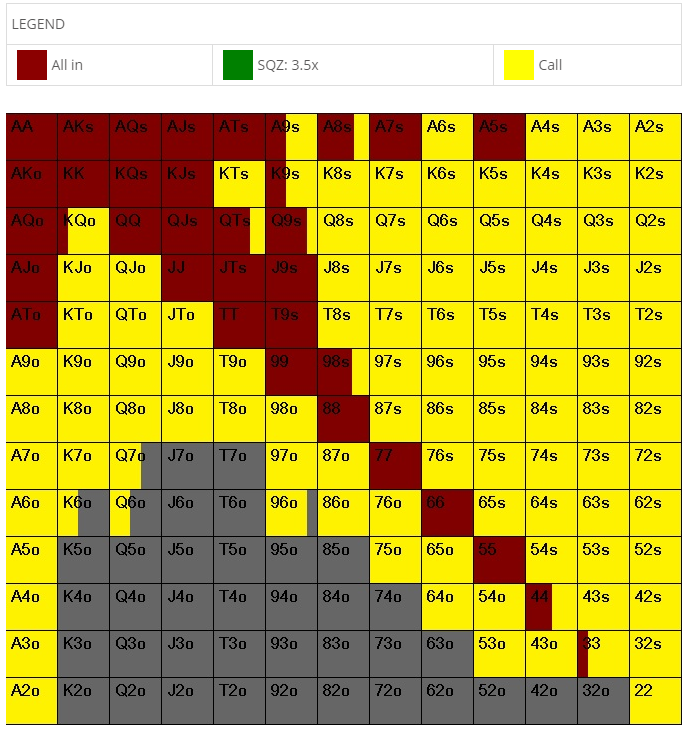 LEGEND
All in SQZ: 3.5x Call
AA AKs AQs AJs ATs A9s A8s A7s A6s A5s A4s A3s A2s
AKo KK KQs KJs KTs K9s K8s K7s K6s K5s K4s K3s K2s
AQo KQo QQ QJs QTs Q9s Q8s Q7s Q6s Q5s Q4s Q3s Q2s
AJo KJo QJo JJ JTs J9s J8s J7s J6s J5s J4s J3s J2s
ATo KTo QTo JTo TT T9s T8s T7s T6s T5s T4s T3s T2s
A9o K9o Q9o J9o T9o 99 98s 97s 96s 95s 94s 93s 92s
A8o K8o Q8o J8o T8o 98o 88 87s 86s 85s 84s 83s 82s
A7o K7o Q7o J7o T7o 97o 87o 77 76s 75s 74s 73s 72s
A6o K6o Q6o J6o T6o 96o 86o 76o 66 65s 64s 63s 62s
A5o K5o Q5o J5o T5o 95o 85o 75o 65o 55 54s 53s 52s
A4o K4o Q4o J4o T4o 94o 84o 74o 64o 54o 44 43s 42s
A3o K3o Q3o J3o T3o 93o 83o 73o 63o 53o 43o 33 32s
A2o K2o Q2o J2o T2o 92o 82o 72o 62o 52o 42o 32o 22